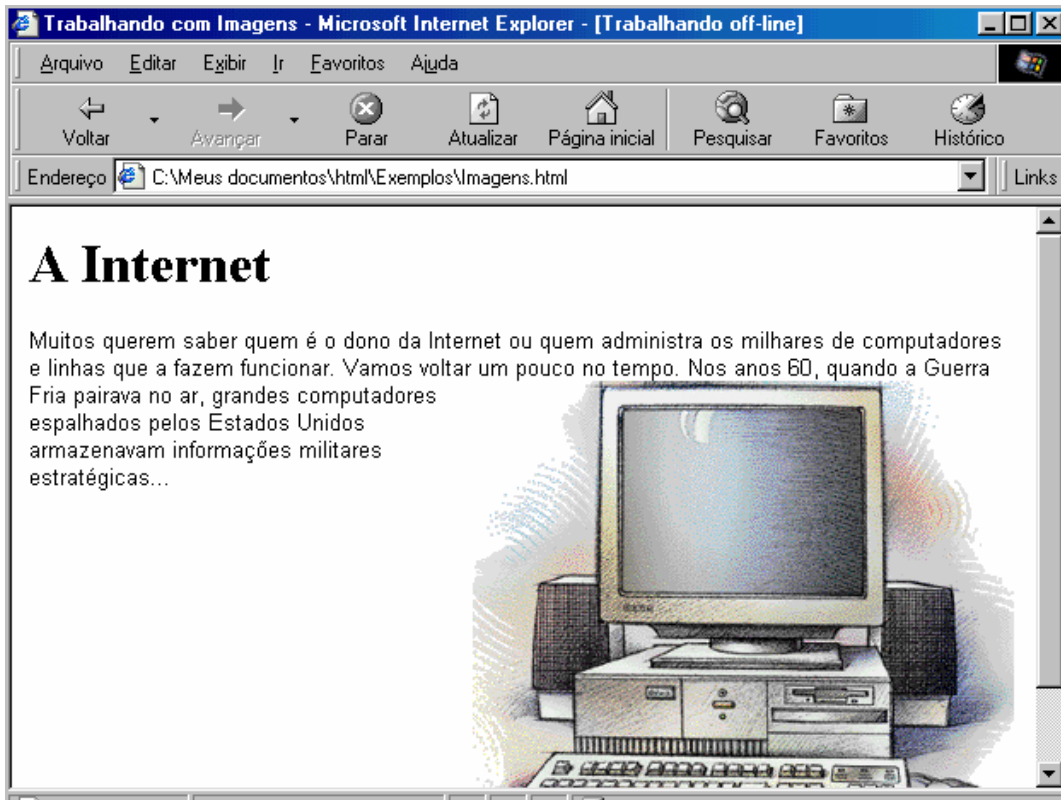 Trabalhando com Imagens - Microsoft Internet Explorer - [Trabalhando off-line]
Arquivo Editar Exibir Ir Favoritos Ajuda
Voltar Avançar Parar Atualizar Página inicial Pesquisar Favoritos Histórico
Endereço C:\Meus documentos\html\Exemplos\Imagens.html Links
A Internet
Muitos querem saber quem é o dono da Internet ou quem administra os milhares de computadores
e linhas que a fazem funcionar. Vamos voltar um pouco no tempo. Nos anos 60, quando a Guerra
Fria pairava no ar, grandes computadores
espalhados pelos Estados Unidos
armazenavam informações militares
estratégicas...